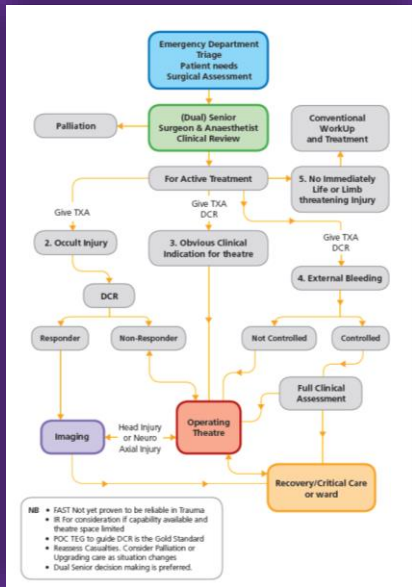 Emergency Department
Triage
Patient needs
Surgical Assessment
Palliation
(Dual) Senior
Surgeon & Anaesthetist
Clinical Review
Conventional
WorkUp
and Treatment
For Active Treatment
5. No Immediately
Life or Limb
threatening Injury
Give TXA
Give TXA
DCR
Give TXA
DCR
2. Occult Injury
3. Obvious Clinical
Indication for theatre
4. External Bleeding
DCR
Responder
Non-Responder
Not Controlled
Controlled
Full Clinical
Assessment
Imaging
Head Injury
or Neuro
Axial Injury
Operating
Theatre
Recovery/Critical Care
or ward
NB • FAST Not yet proven to be reliable in Trauma
• IR For consideration if capability available and
theatre space limited
• POC TEG to guide DCR is the Gold Standard
• Reassess Casualties. Consider Palliation or
Upgrading care as situation changes
• Dual Senior decision making is preferred.